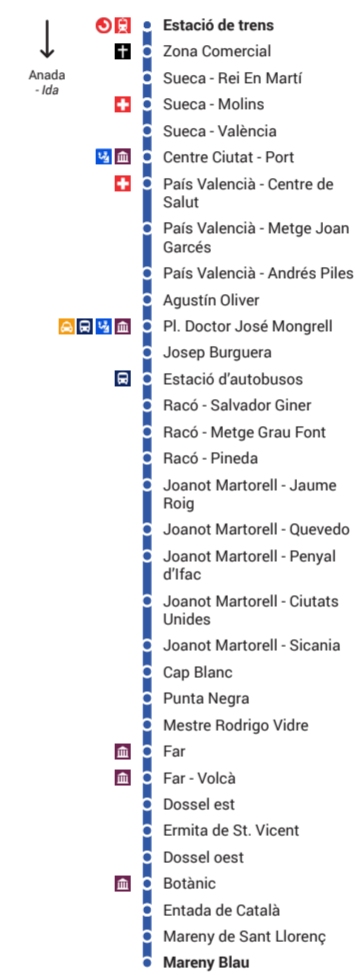 Estació de trens
Anada
- Ida
Zona Comercial
Sueca - Rei En Martí
Sueca - Molins
Sueca - València
Centre Ciutat - Port
País Valencià - Centre de
Salut
País Valencià - Metge Joan
Garcés
País Valencià - Andrés Piles
Agustín Oliver
Pl. Doctor José Mongrell
Josep Burguera
Estació d'autobusos
Racó - Salvador Giner
Racó - Metge Grau Font
Racó - Pineda
Joanot Martorell - Jaume
Roig
Joanot Martorell - Quevedo
Joanot Martorell - Penyal
d'Ifac
Joanot Martorell - Ciutats
Unides
Joanot Martorell - Sicania
Cap Blanc
Punta Negra
Mestre Rodrigo Vidre
Far
Far - Volcà
Dossel est
Ermita de St. Vicent
Dossel oest
Botànic
Entada de Català
Mareny de Sant Llorenç
Mareny Blau